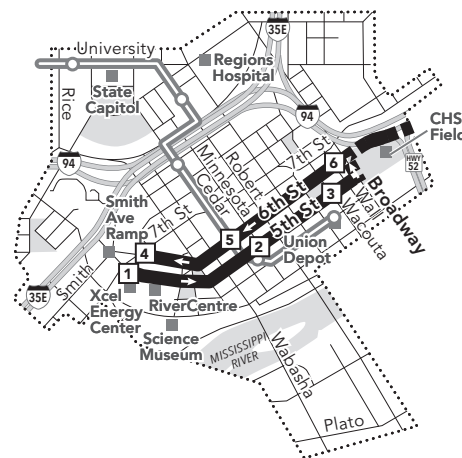 35E
University
Regions
Hospital
State
Capitol
Rice
94
CHS
Field
7th St
Robert
Minnesota
Cedar
94
6
HWY
52
Smith
Ave
Ramp
7th St
6th St
5th St
3
Wall
Broadway
Wacouta
4
5
2
Union
Depot
1
Smith
35E
Xcel
Energy
Center
RiverCentre
Science
Museum
MISSISSIPPI
RIVER
Wabasha
Plato